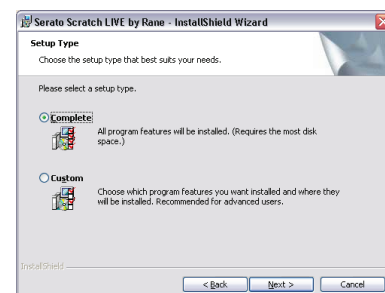 Serato Scratch LIVE by Rane - InstallShield Wizard
Setup Type
Choose the setup type that best suits your needs.
Please select a setup type.
Complete
All program features will be installed. (Requires the most disk
space.)
Custom
Choose which program features you want installed and where they
will be installed. Recommended for advanced users.
InstallShield
< Back Next > Cancel